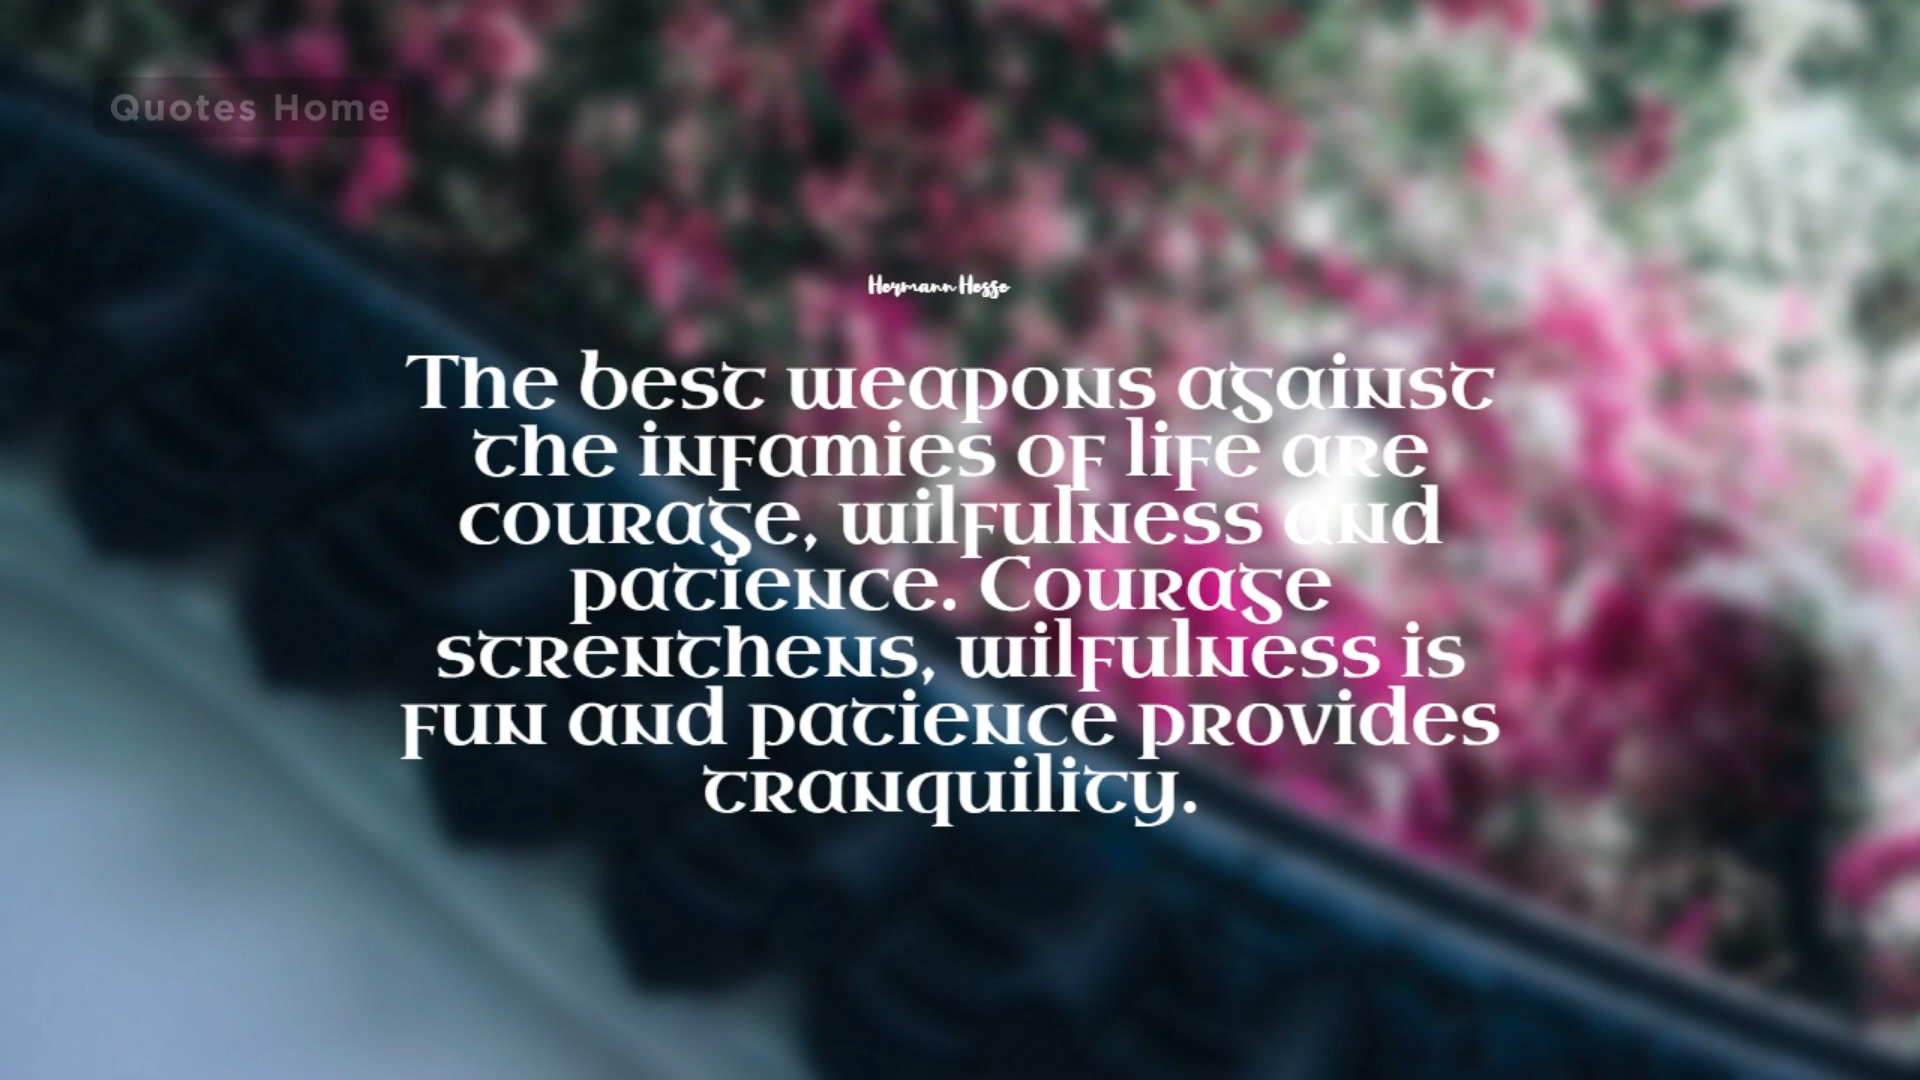 Quotes Home
Hermann Hesse
The best weapons against
the infamies of life are
courage, wilfulness and
patience. Courage
strenthens, wilfulness is
fun and patience provides
tranquility.